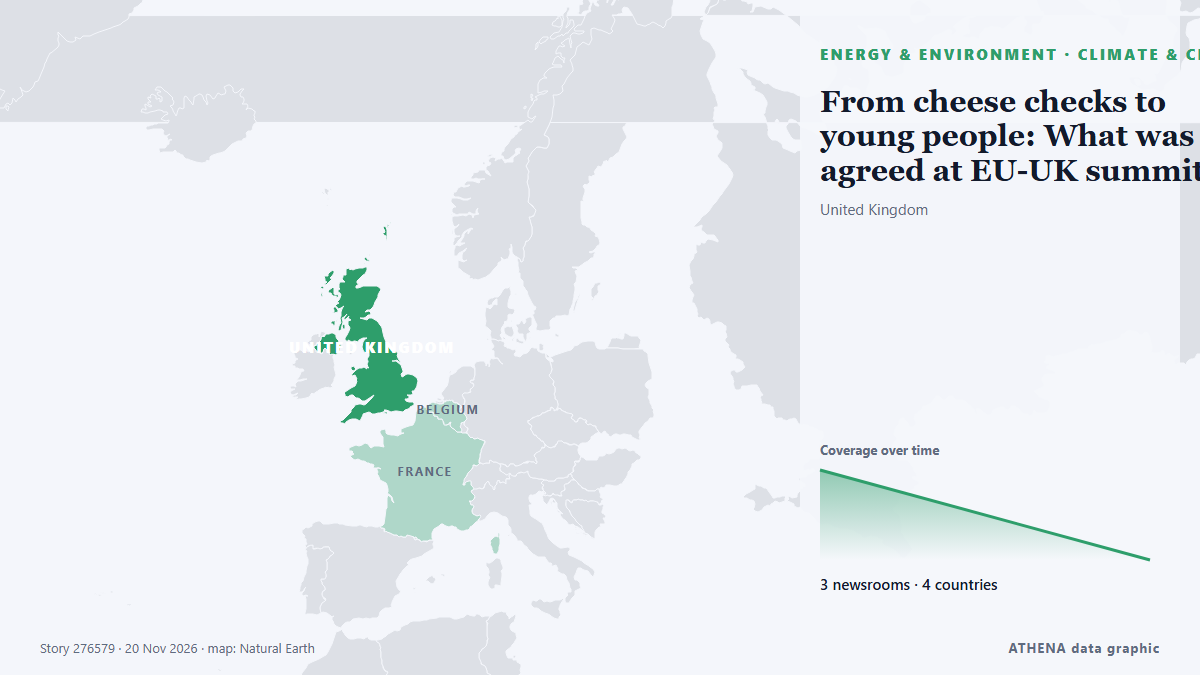 ENERGY & ENVIRONMENT · CLIMATE &
From cheese checks to
young people: What was
agreed at EU-UK summit
United Kingdom
UNITED KINGDOM
BELGIUM
FRANCE
Coverage over time
3 newsrooms · 4 countries
Story 276579 · 20 Nov 2026 · map: Natural Earth
ATHENA data graphic